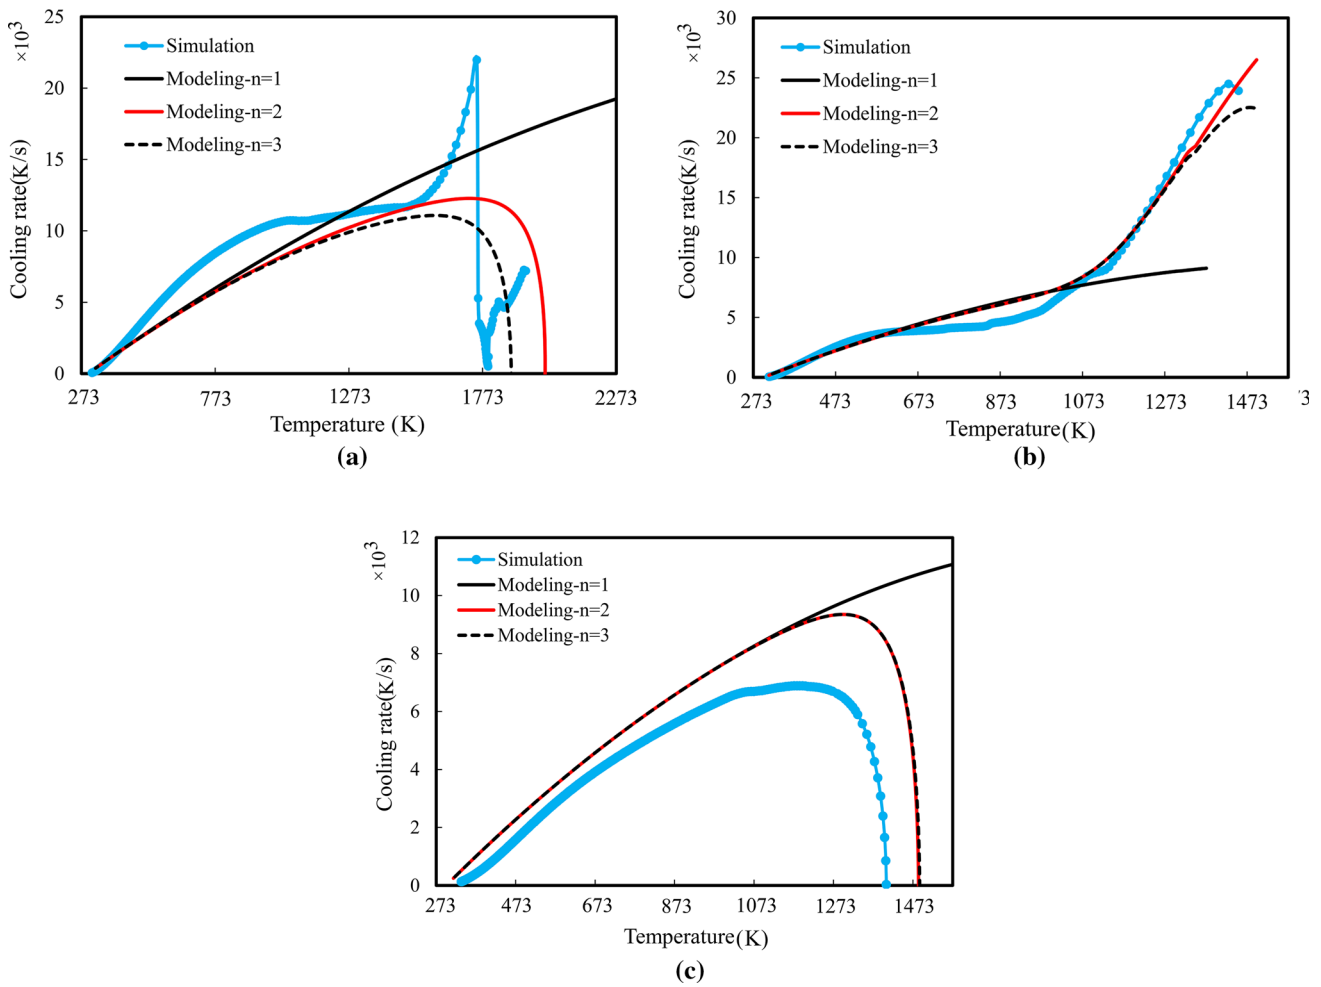 25
20
15
10
5
0
×10³
Cooling rate(K/s)
Simulation
Modeling-n=1
Modeling-n=2
Modeling-n=3
273 773 1273 1773 2273
Temperature (K)
(a)
30
25
20
15
10
5
0
×10³
Cooling rate(K/s)
Simulation
Modeling-n=1
Modeling-n=2
Modeling-n=3
273 473 673 873 1073 1273 1473
Temperature(K)
(b)
12
10
8
6
4
2
0
×10³
Cooling rate(K/s)
Simulation
Modeling-n=1
Modeling-n=2
Modeling-n=3
273 473 673 873 1073 1273 1473
Temperature(K)
(c)